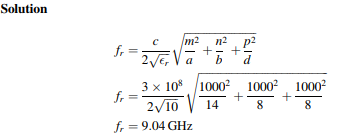 Solution
f_r = c / 2√ϵ_r √(m²/a + n²/b + p²/d)
f_r = 3 × 10⁸ / 2√10 √(1000²/14 + 1000²/8 + 1000²/8)
f_r = 9.04 GHz